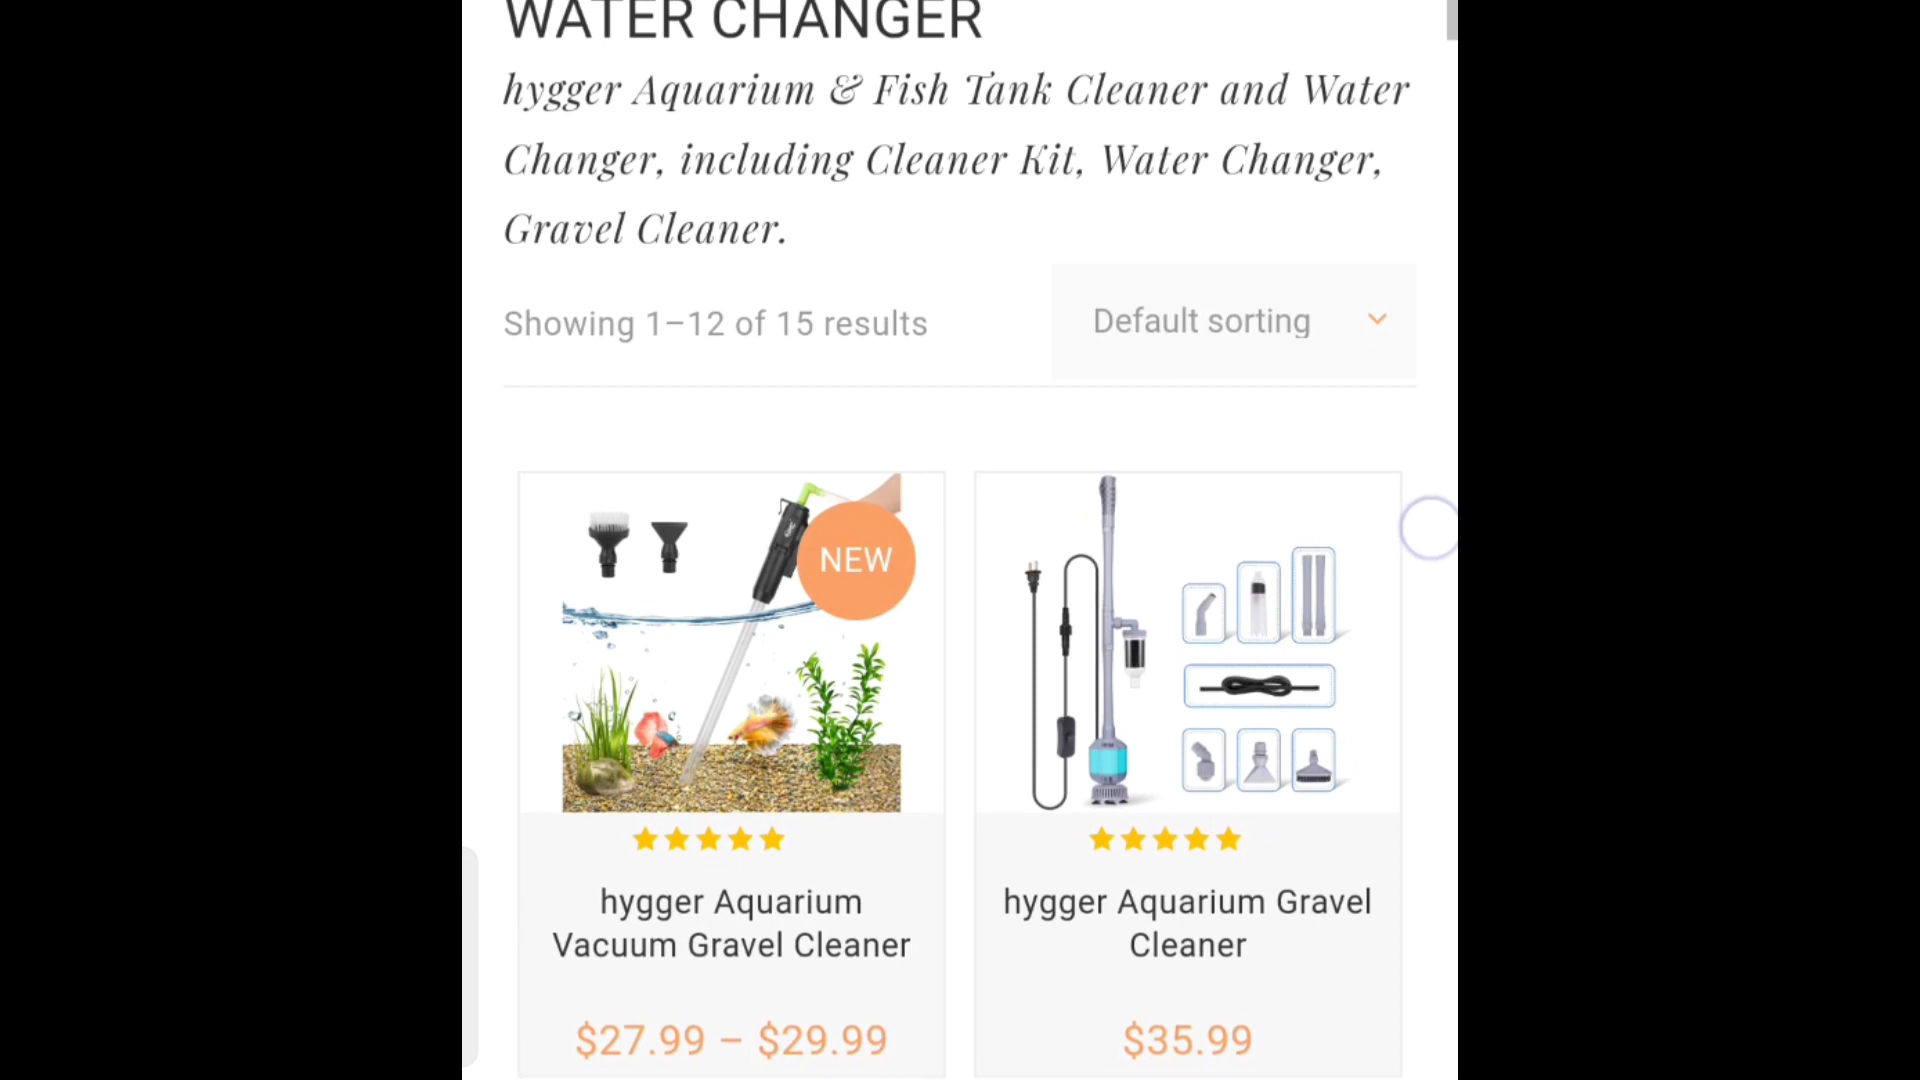 WATER CHANGER
hygger Aquarium & Fish Tank Cleaner and Water
Changer, including Cleaner Kit, Water Changer,
Gravel Cleaner.
Showing 1–12 of 15 results
Default sorting
NEW
hygger Aquarium
Vacuum Gravel Cleaner
$27.99 – $29.99
hygger Aquarium Gravel
Cleaner
$35.99